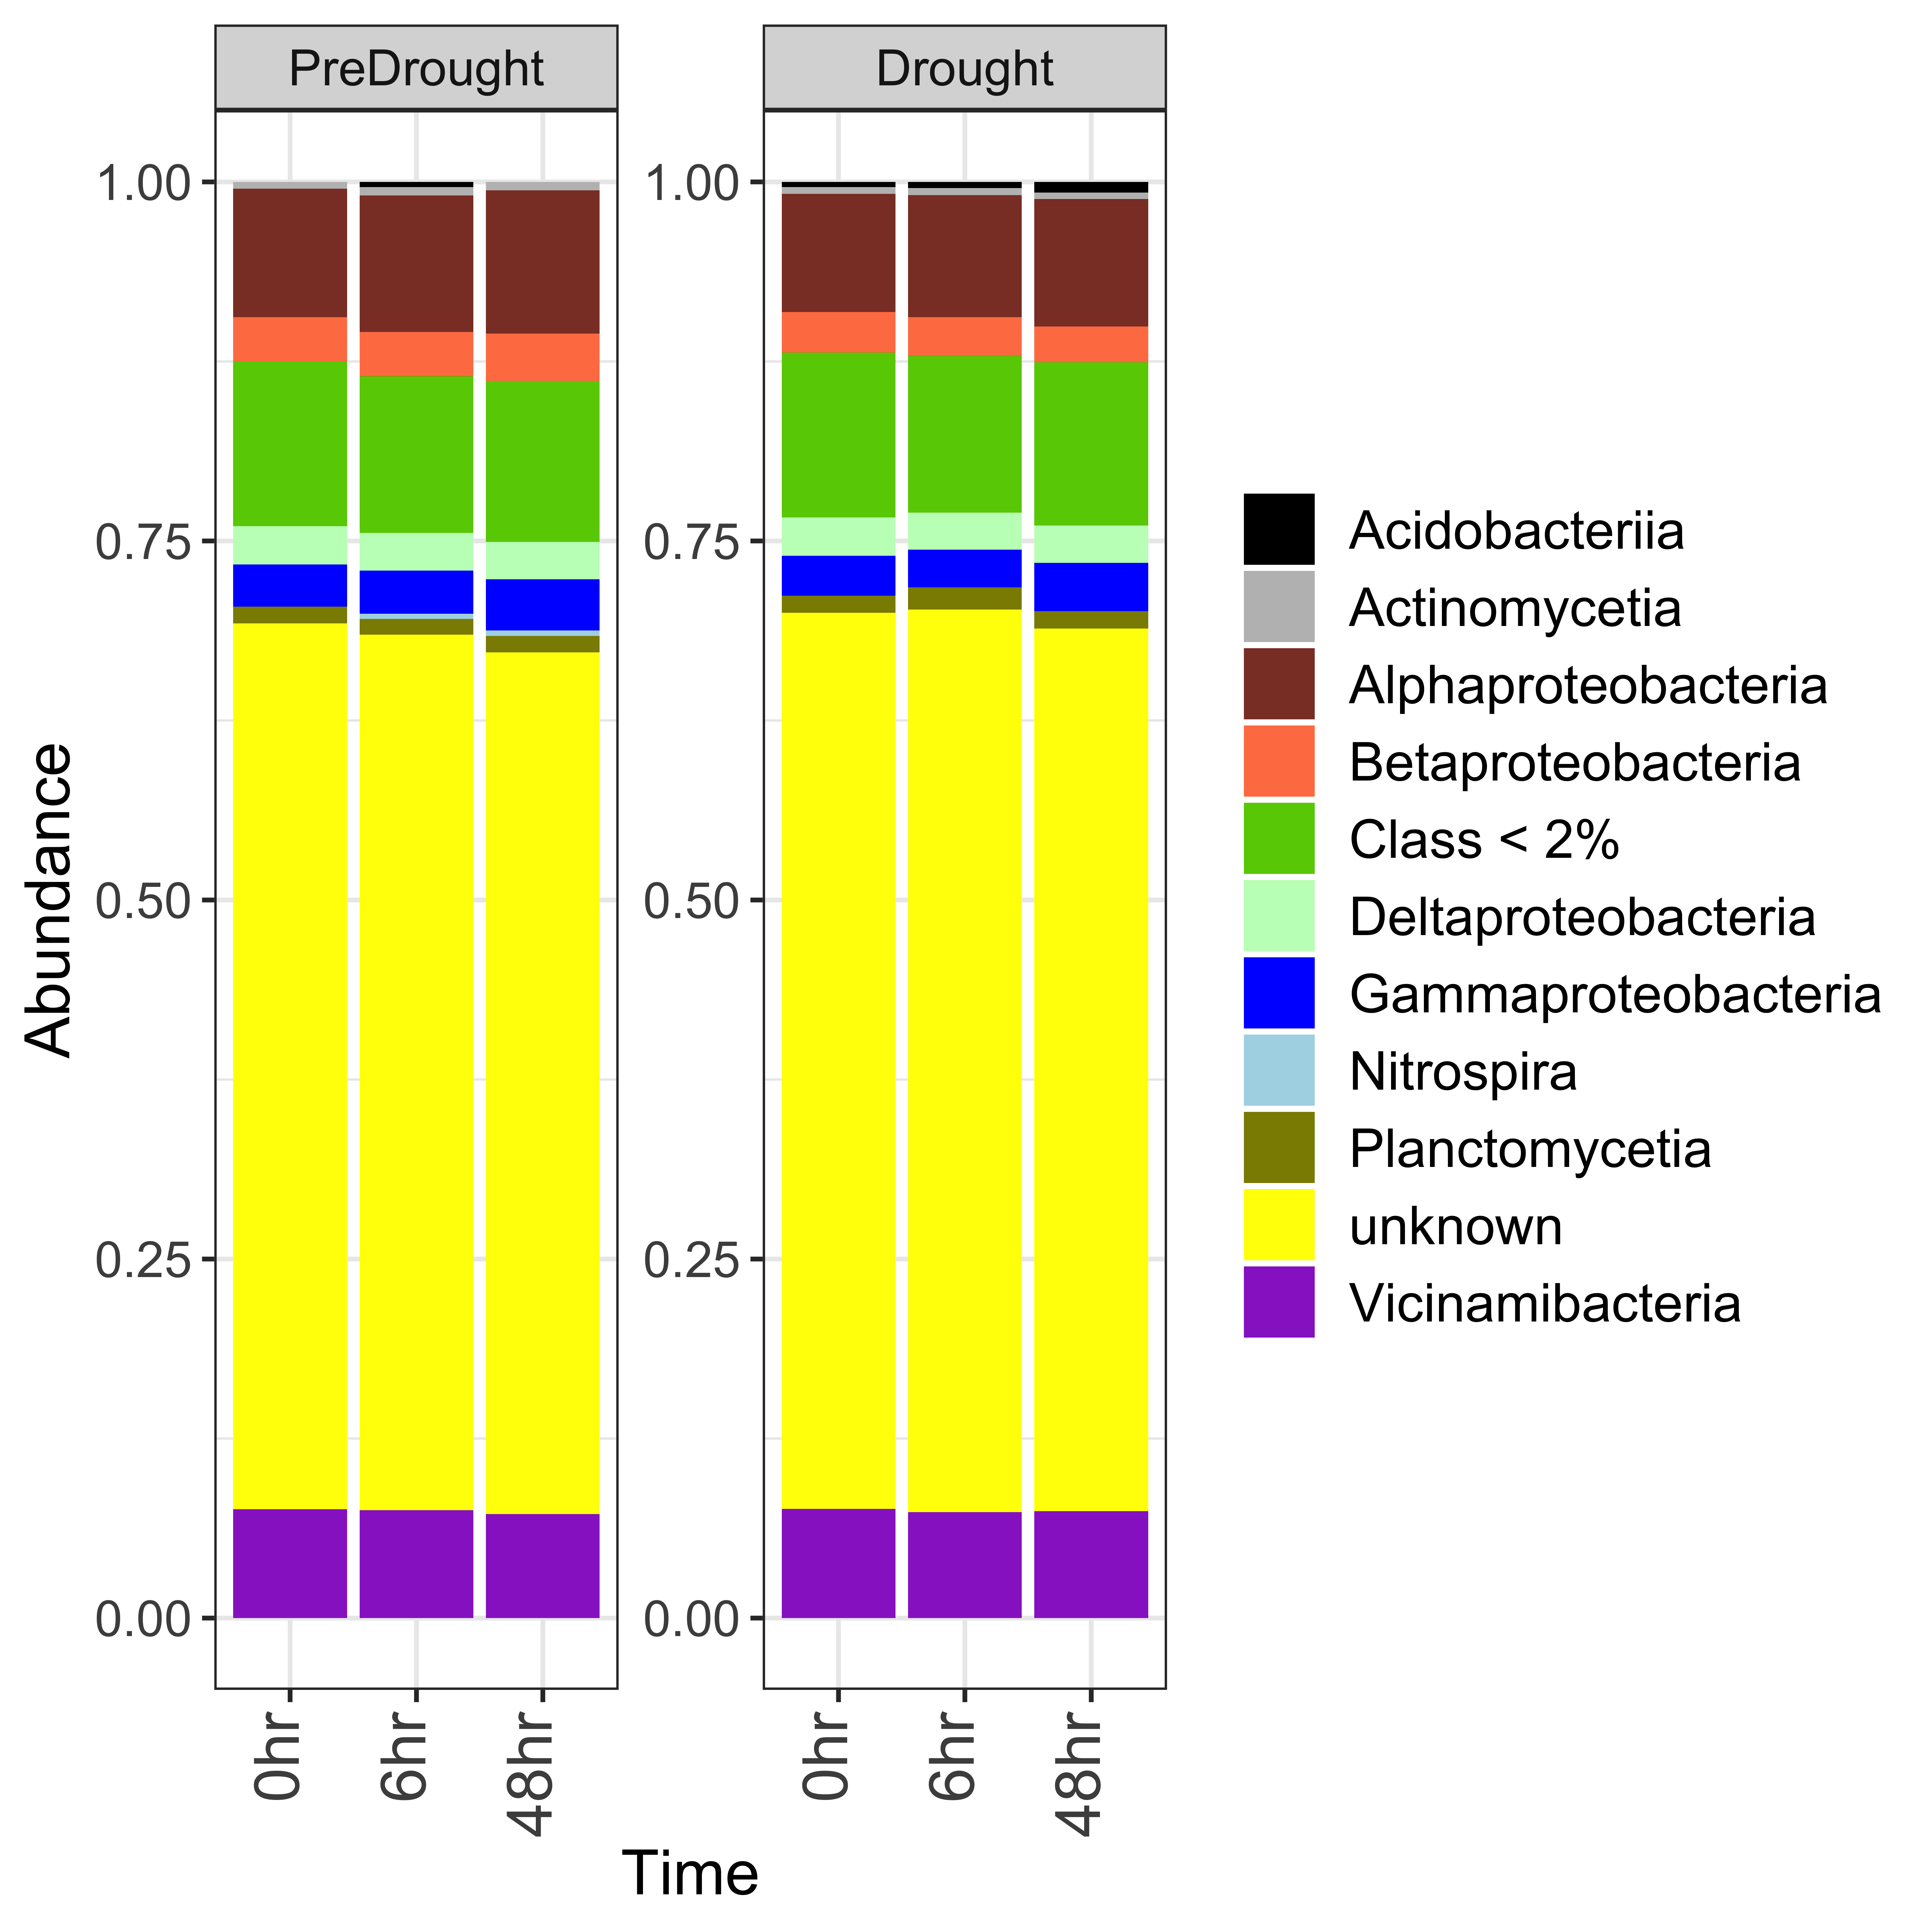 PreDrought
Drought
1.00
0.75
0.50
0.25
0.00
1.00
0.75
0.50
0.25
0.00
Abundance
0hr
6hr
48hr
0hr
6hr
48hr
Time
Acidobacteriia
Actinomycetia
Alphaproteobacteria
Betaproteobacteria
Class < 2%
Deltaproteobacteria
Gammaproteobacteria
Nitrospira
Planctomycetia
unknown
Vicinamibacteria